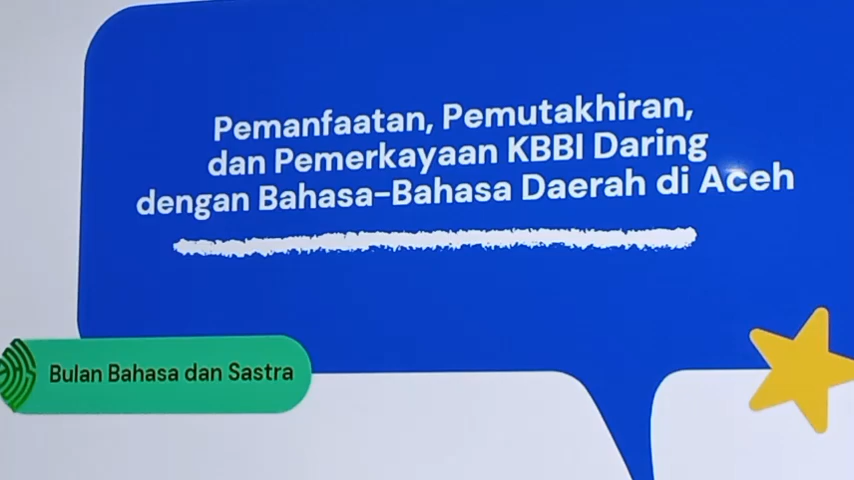 Pemanfaatan, Pemutakhiran,
dan Pemerkayaan KBBI Daring
dengan Bahasa-Bahasa Daerah di Aceh
Bulan Bahasa dan Sastra